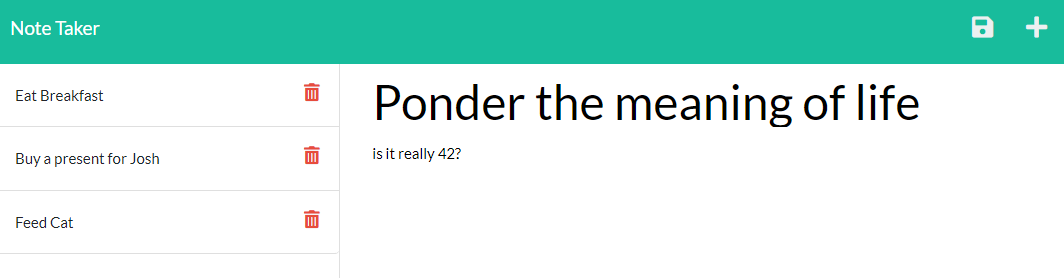 Note Taker
Eat Breakfast
Buy a present for Josh
Feed Cat
Ponder the meaning of life
is it really 42?